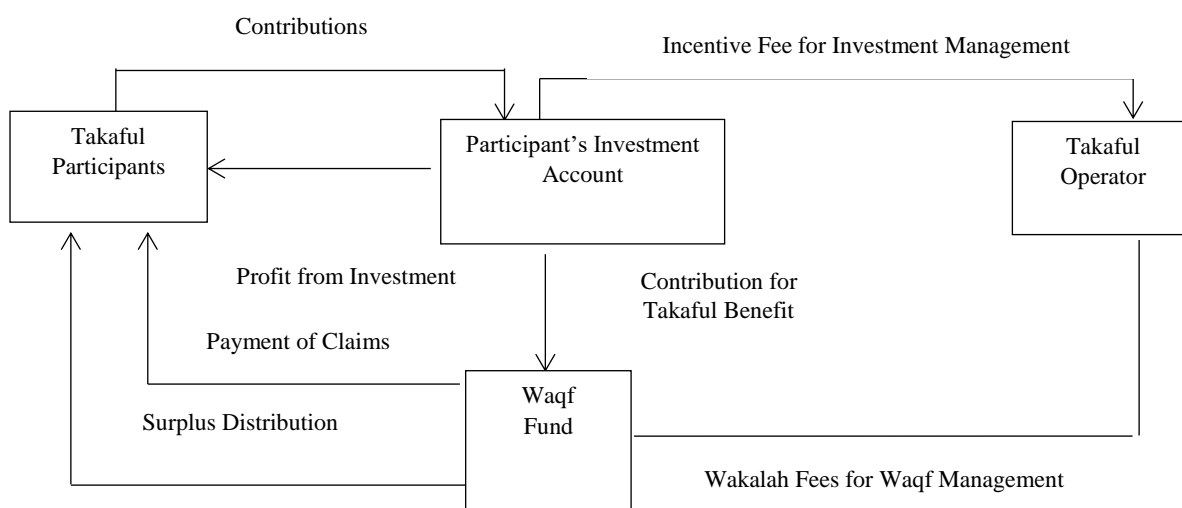 Contributions
Incentive Fee for Investment Management
Takaful
Participants
Participant’s Investment
Account
Takaful
Operator
Profit from Investment
Contribution for
Takaful Benefit
Payment of Claims
Waqf
Fund
Surplus Distribution
Wakalah Fees for Waqf Management